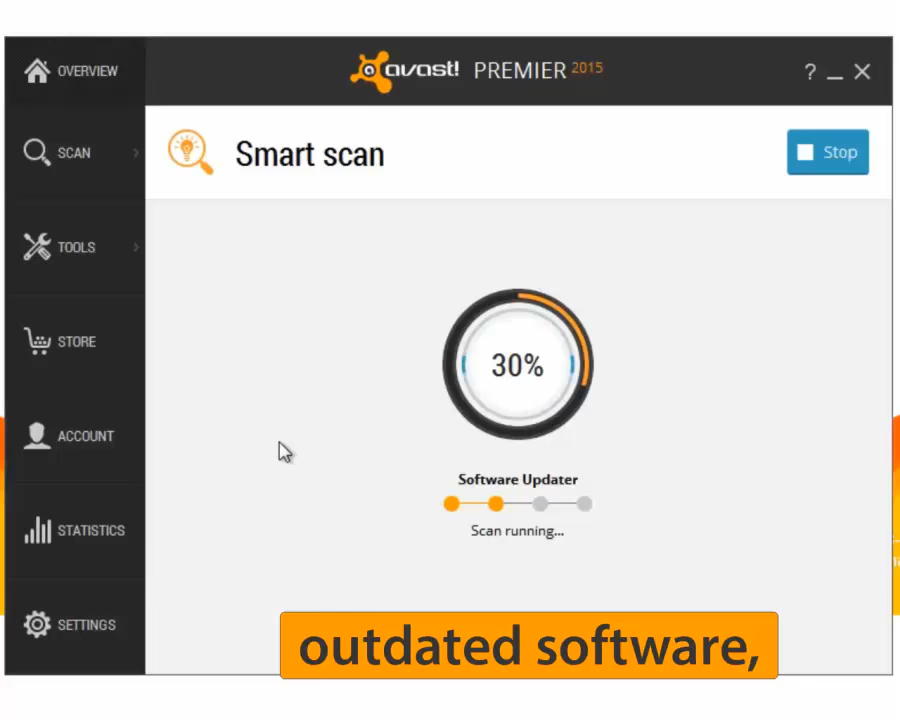 OVERVIEW
avast! PREMIER 2015
?
SCAN
Smart scan
Stop
TOOLS
STORE
30%
ACCOUNT
Software Updater
Scan running...
STATISTICS
SETTINGS
outdated software,